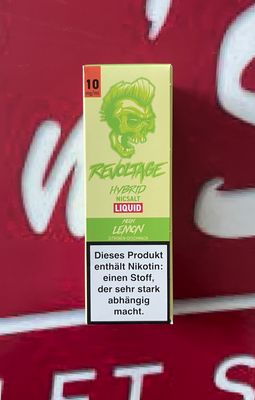 10
mg/ml
REVOLTAGE
HYBRID
NICSALT
LIQUID
NEON
LEMON
Dieses Produkt
enthält Nikotin:
einen Stoff,
der sehr stark
abhängig
macht.
'S
LET S